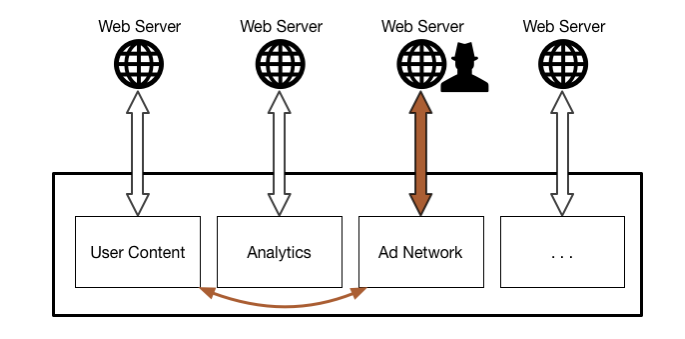 Web Server
Web Server
Web Server
Web Server
User Content
Analytics
Ad Network
. . .